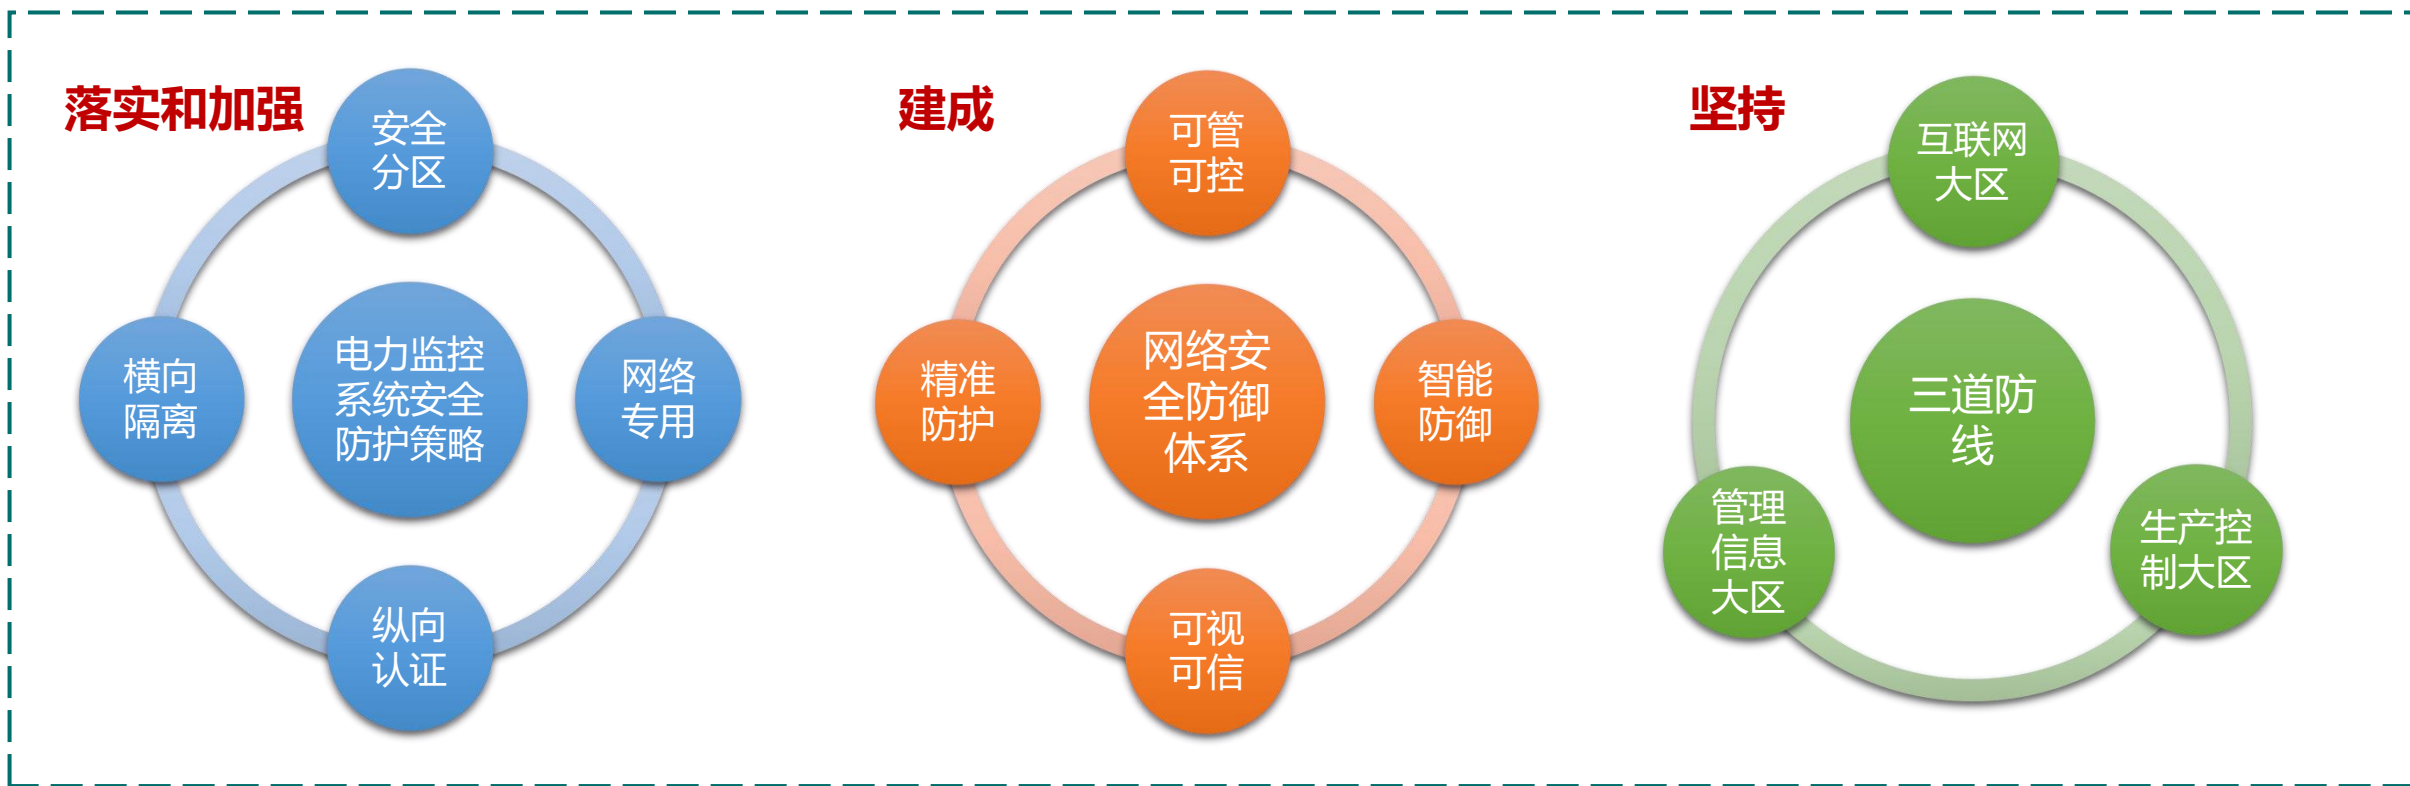 落实和加强
安全
分区
横向
隔离
电力监控
系统安全
防护策略
网络
专用
纵向
认证
建成
可管
可控
精准
防护
网络安
全防御
体系
智能
防御
可视
可信
坚持
互联网
大区
三道防
线
管理
信息
大区
生产控
制大区